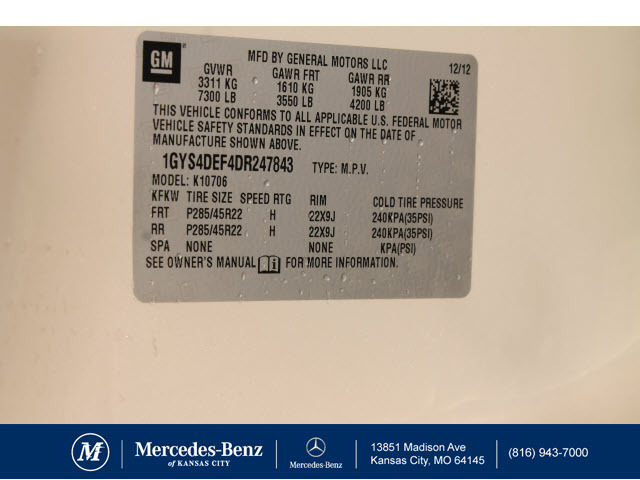 GM
MFD BY GENERAL MOTORS LLC
12/12
GVWR GAWR FRT GAWR RR
3311 KG 1610 KG 1905 KG
7300 LB 3550 LB 4200 LB
THIS VEHICLE CONFORMS TO ALL APPLICABLE U.S. FEDERAL MOTOR
VEHICLE SAFETY STANDARDS IN EFFECT ON THE DATE OF
MANUFACTURE SHOWN ABOVE.
1GYS4DEF4DR247843 TYPE: M.P.V.
MODEL: K10706
KFKW TIRE SIZE SPEED RTG RIM COLD TIRE PRESSURE
FRT P285/45R22 H 22X9J 240KPA(35PSI)
RR P285/45R22 H 22X9J 240KPA(35PSI)
SPA NONE NONE KPA(PSI)
SEE OWNER'S MANUAL FOR MORE INFORMATION.
M
Mercedes-Benz
of KANSAS CITY
Mercedes-Benz
13851 Madison Ave
Kansas City, MO 64145
(816) 943-7000